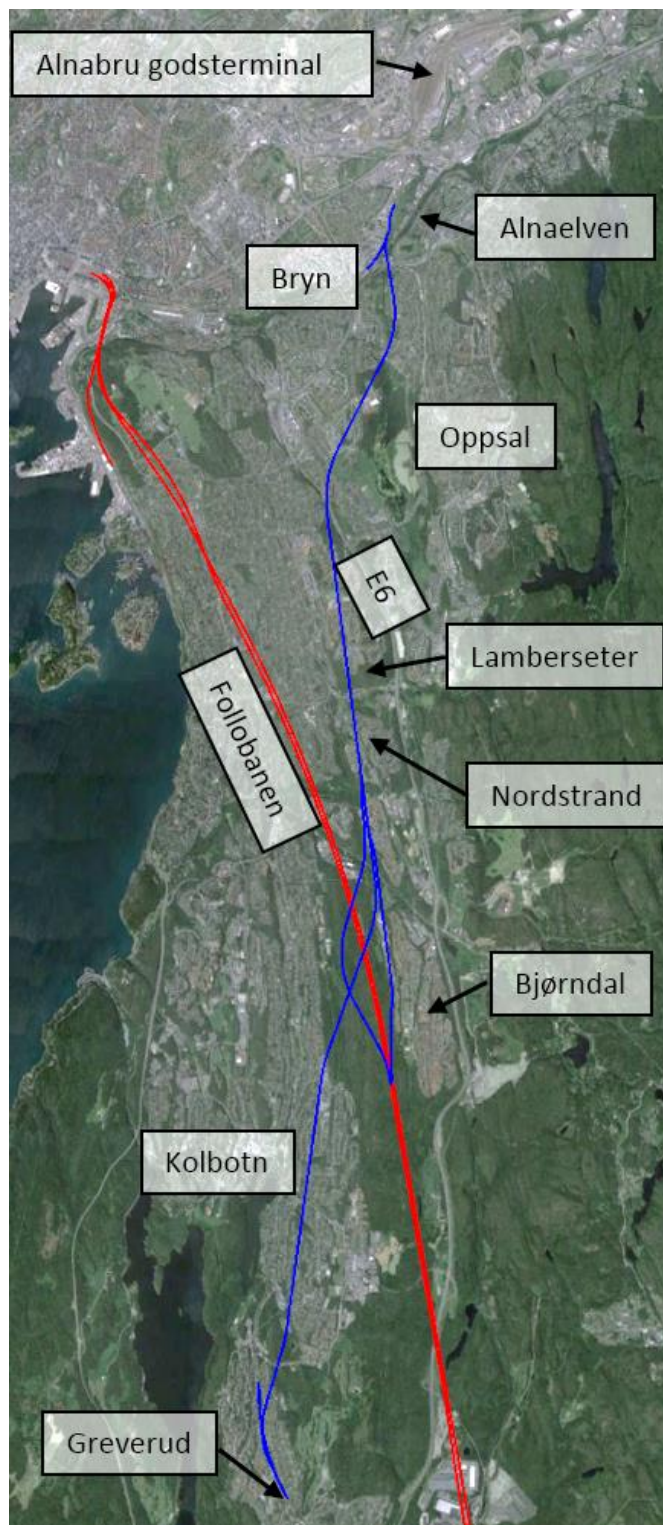 Alnabru godsterminal
Alnaelven
Bryn
Oppsal
E6
Lamberseter
Follobanen
Nordstrand
Bjørndal
Kolbotn
Greverud